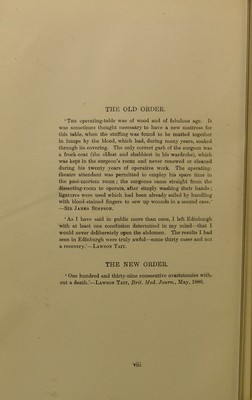 THE OLD ORDER.
'THE operating-table was of wood and of fabulous age. It
was sometimes thought necessary to have a new mattress for
this table, when the stuffing was found to be matted together
in lumps by the blood, which had, during many years, soaked
through its covering. The only correct garb of the surgeon was
a frock coat (the oldest and shabbiest in his wardrobe), which
was kept in the surgeon's room and never renewed or cleaned
during his twenty years of operative work. The operating-
theatre attendant was permitted to employ his spare time in
the post-mortem room; the surgeons came straight from the
dissecting-room to operate, after simply washing their hands;
ligatures were used which had been already soiled by handling
with blood-stained fingers to sew up wounds in a second case.'
—SIR JAMES SIMPSON.
'As I have said in public more than once, I left Edinburgh
with at least one conclusion determined in my mind—that I
would never deliberately open the abdomen. The results I had
seen in Edinburgh were truly awful—some thirty cases and not
a recovery.'—LAWSON TAIT.
THE NEW ORDER.
'One hundred and thirty-nine consecutive ovariotomies with-
out a death.'—LAWSON TAIT, Brit. Med. Journ., May, 1886.
viii